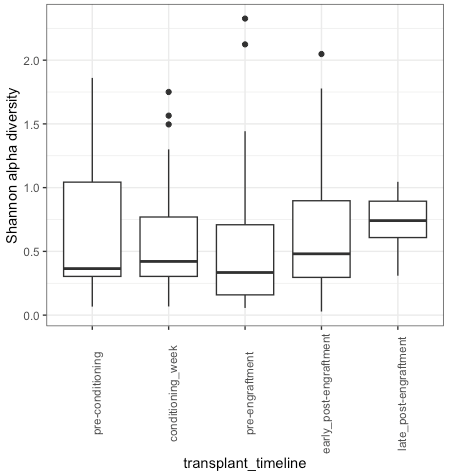 Shannon alpha diversity
2.0
1.5
1.0
0.5
0.0
pre-conditioning
conditioning_week
pre-engraftment
early_post-engraftment
late_post-engraftment
transplant_timeline